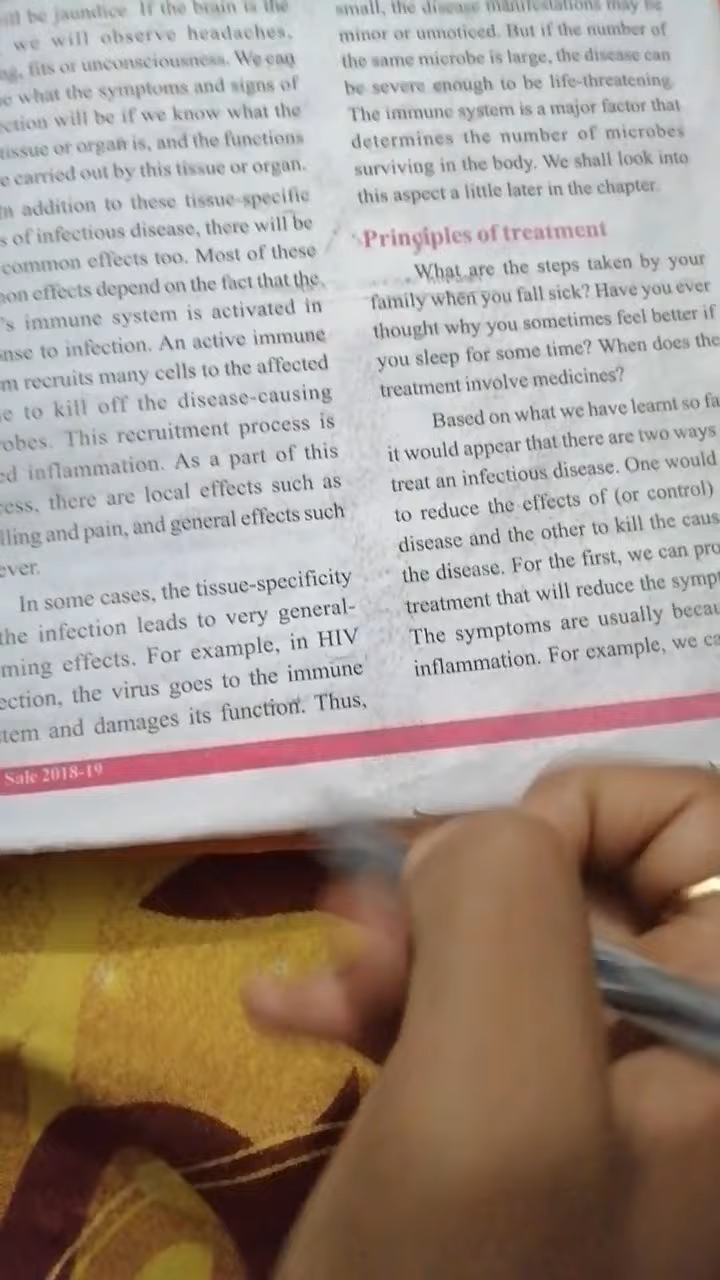 be jaundice. If the brain is the
we will observe headaches,
fits or unconsciousness. We can
what the symptoms and signs of
will be if we know what the
tissue or organ is, and the functions
carried out by this tissue or organ.
addition to these tissue-specific
of infectious disease, there will be
common effects too. Most of these
effects depend on the fact that the
's immune system is activated in
to infection. An active immune
recruits many cells to the affected
to kill off the disease-causing
This recruitment process is
inflammation. As a part of this
there are local effects such as
and pain, and general effects such
In some cases, the tissue-specificity
the infection leads to very general-
effects. For example, in HIV
the virus goes to the immune
and damages its function. Thus,
Sale 2018-19
small, the disease manifestations may be
minor or unnoticed. But if the number of
the same microbe is large, the disease can
be severe enough to be life-threatening.
The immune system is a major factor that
determines the number of microbes
surviving in the body. We shall look into
this aspect a little later in the chapter.
Principles of treatment
What are the steps taken by your
family when you fall sick? Have you ever
thought why you sometimes feel better if
you sleep for some time? When does the
treatment involve medicines?
Based on what we have learnt so fa
it would appear that there are two ways
treat an infectious disease. One would
to reduce the effects of (or control)
disease and the other to kill the caus
the disease. For the first, we can pro
treatment that will reduce the sympt
The symptoms are usually becau
inflammation. For example, we ca